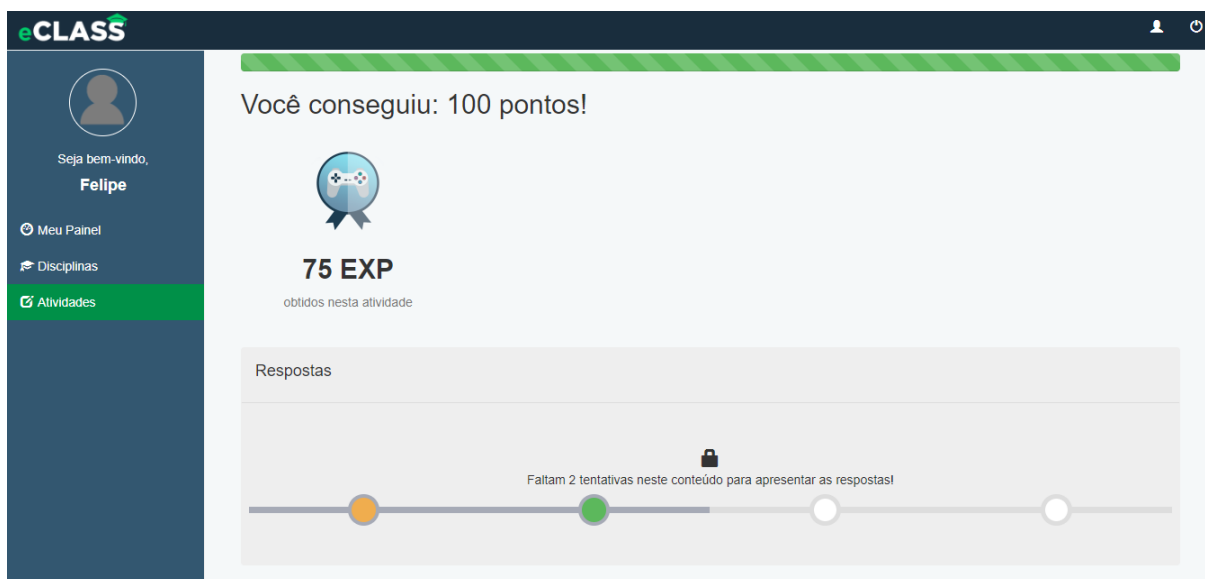 eCLASS
Seja bem-vindo,
Felipe
Meu Painel
Disciplinas
Atividades
Você conseguiu: 100 pontos!
75 EXP
obtidos nesta atividade
Respostas
Faltam 2 tentativas neste conteúdo para apresentar as respostas!